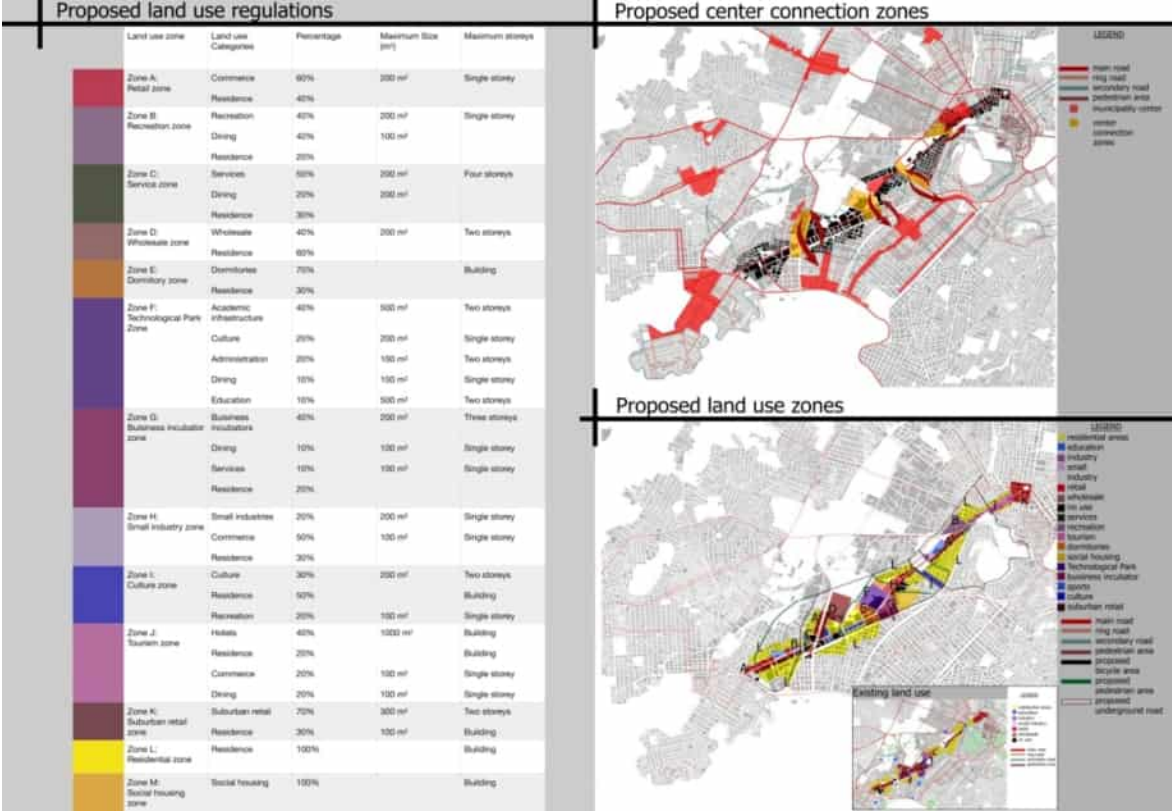 Proposed land use regulations
Land use zone Land use Categories Percentage Maximum Size (m²) Maximum storeys
Zone A: Retail zone Commerce 60% 200 m² Single storey
Residence 40%
Zone B: Recreation zone Recreation 40% 200 m² Single storey
Dining 40% 100 m²
Residence 20%
Zone C: Service zone Services 50% 200 m² Four storeys
Dining 20% 200 m²
Residence 30%
Zone D: Wholesale zone Wholesale 40% 200 m² Two storeys
Residence 60%
Zone E: Dormitory zone Dormitories 70% Building
Residence 30%
Zone F: Technological Park Zone Academic infrastructure 40% 500 m² Two storeys
Culture 20% 200 m² Single storey
Administration 20% 150 m² Two storeys
Dining 10% 150 m² Single storey
Education 10% 500 m² Two storeys
Zone G: Business incubator zone Business incubators 40% 200 m² Three storeys
Dining 10% 100 m² Single storey
Services 10% 100 m² Single storey
Residence 20%
Zone H: Small industry zone Small industries 20% 200 m² Single storey
Commerce 50% 100 m² Single storey
Residence 30%
Zone I: Culture zone Culture 30% 200 m² Two storeys
Residence 50% Building
Recreation 20% 100 m² Single storey
Zone J: Tourism zone Hotels 40% 1000 m² Building
Residence 20% Building
Commerce 20% 100 m² Single storey
Dining 20% 100 m² Single storey
Zone K: Suburban retail zone Suburban retail 70% 300 m² Two storeys
Residence 30% 100 m² Building
Zone L: Residential zone Residence 100% Building
Zone M: Social housing zone Social housing 100% Building
Proposed center connection zones
LEGEND
main road
ring road
secondary road
pedestrian area
municipality center
center
connection
zones
Proposed land use zones
LEGEND
residential areas
education
industry
small
industry
retail
wholesale
no use
services
recreation
tourism
dormitories
social housing
Technological Park
business incubator
sports
culture
suburban retail
main road
ring road
secondary road
pedestrian area
proposed
bicycle area
proposed
pedestrian area
proposed
underground road
Existing land use